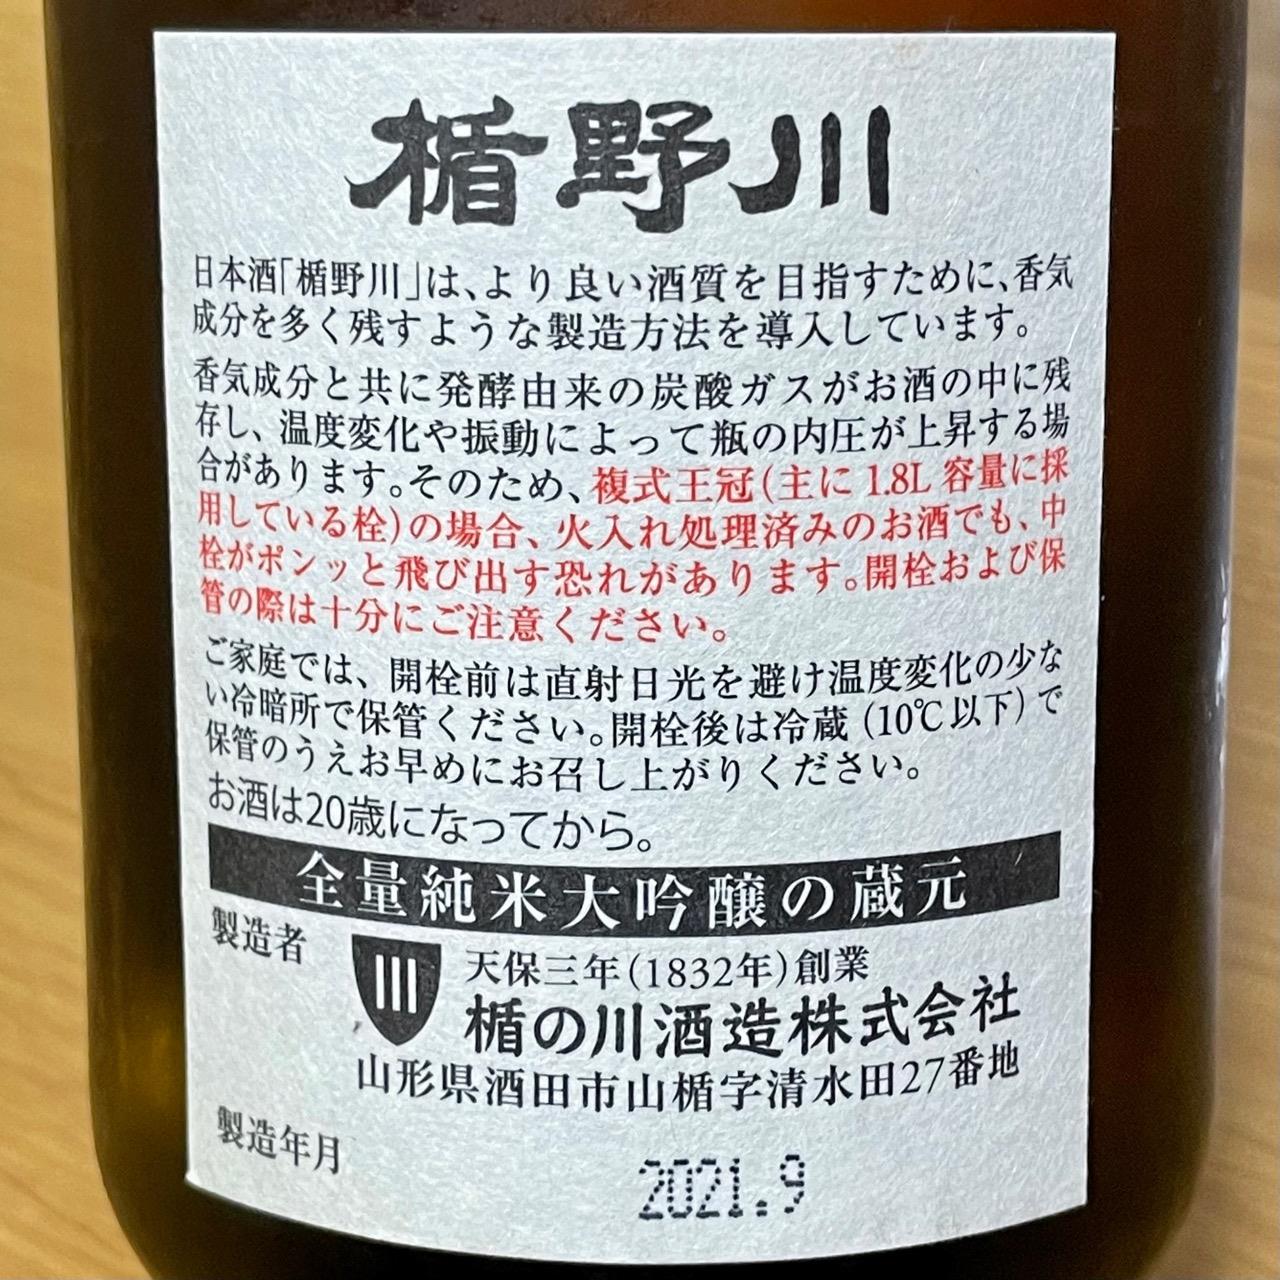 楯野川
日本酒「楯野川」は、より良い酒質を目指すために、香気
成分を多く残すような製造方法を導入しています。
香気成分と共に発酵由来の炭酸ガスがお酒の中に残
存し、温度変化や振動によって瓶の内圧が上昇する場
合があります。そのため、複式王冠(主に 1.8L 容量に採
用している栓)の場合、火入れ処理済みのお酒でも、中
栓がポンッと飛び出す恐れがあります。開栓および保
管の際は十分にご注意ください。
ご家庭では、開栓前は直射日光を避け温度変化の少な
い冷暗所で保管ください。開栓後は冷蔵 (10℃以下)で
保管のうえお早めにお召し上がりください。
お酒は20歳になってから。
全量純米大吟醸の蔵元
製造者
天保三年(1832年)創業
楯の川酒造株式会社
山形県酒田市山楯字清水田27番地
製造年月
2021.9